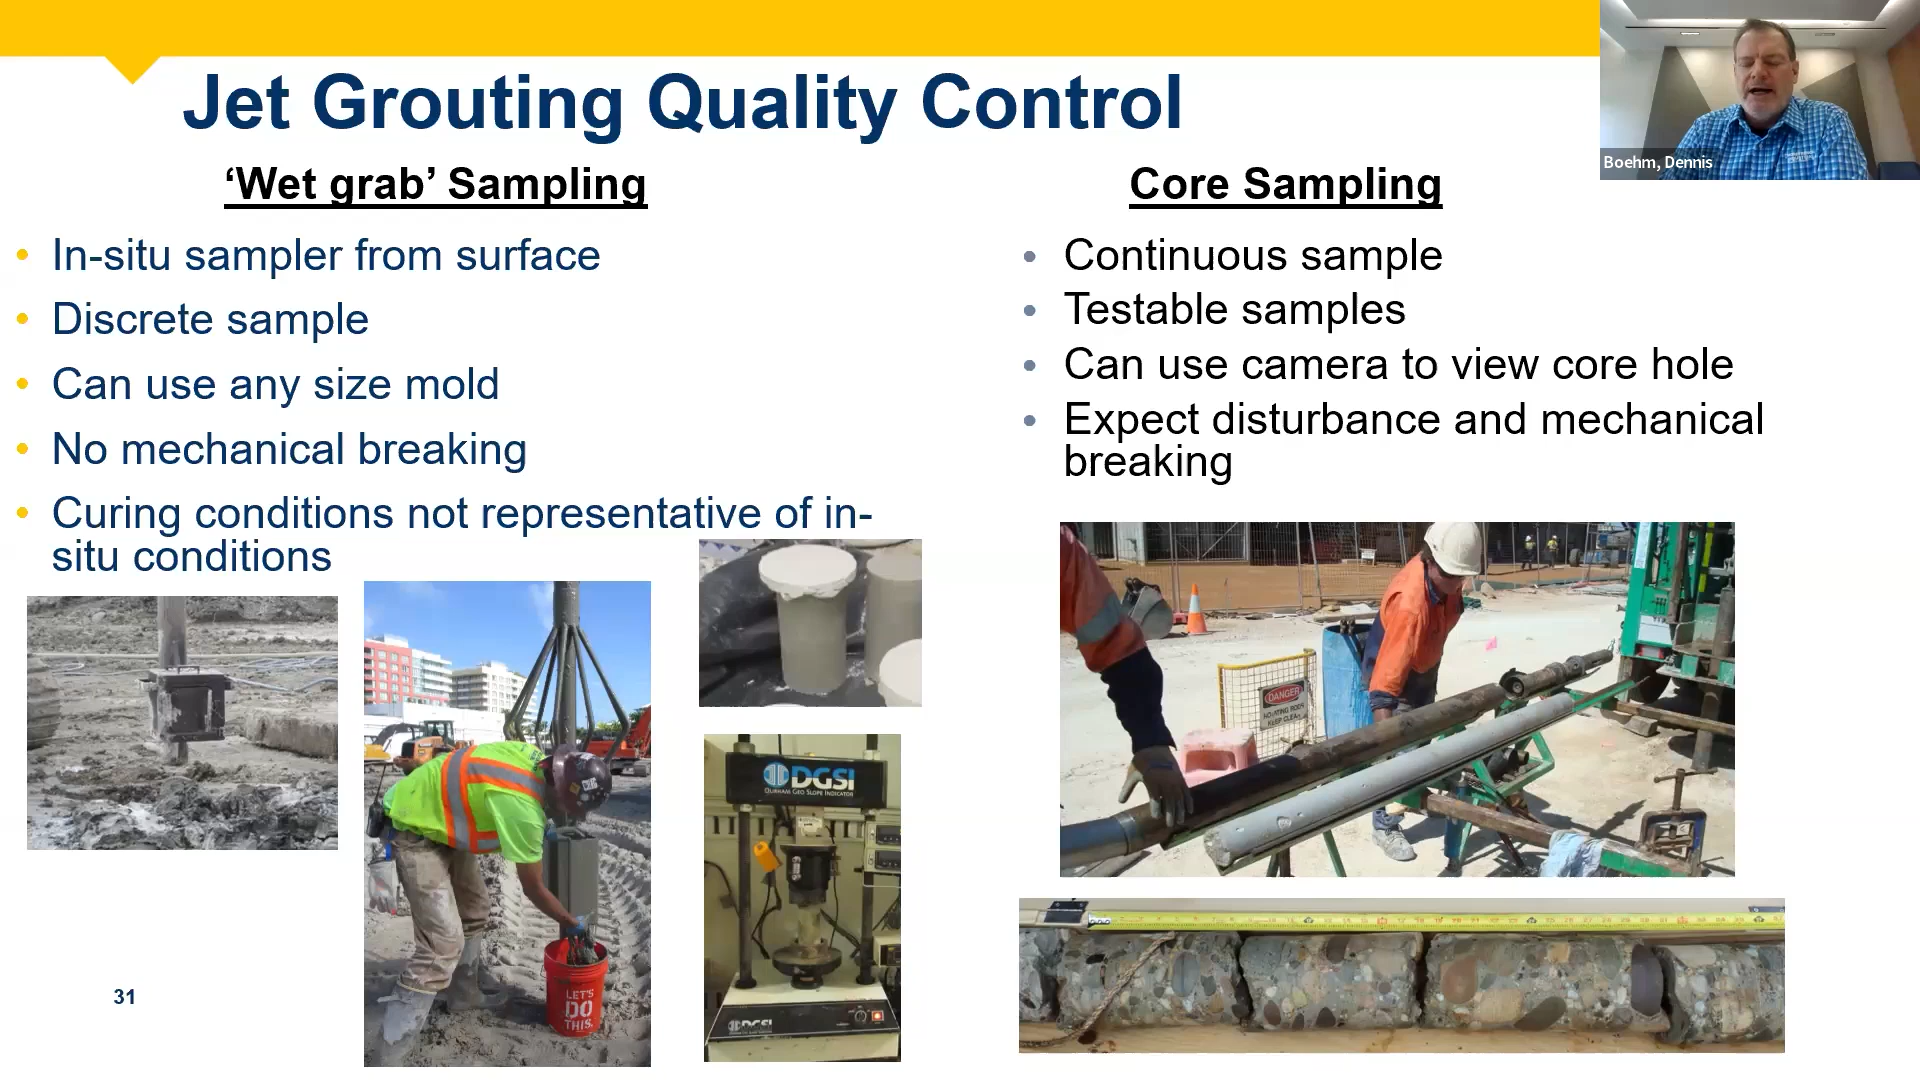 Jet Grouting Quality Control
Boehm, Dennis
‘Wet grab’ Sampling
• In-situ sampler from surface
• Discrete sample
• Can use any size mold
• No mechanical breaking
• Curing conditions not representative of in-
situ conditions
Core Sampling
• Continuous sample
• Testable samples
• Can use camera to view core hole
• Expect disturbance and mechanical
breaking
DGSI
DURHAM GEO SLOPE INDICATOR
DGSI
LET'S
DO
THIS.
DANGER
KEEP CLEAR
31